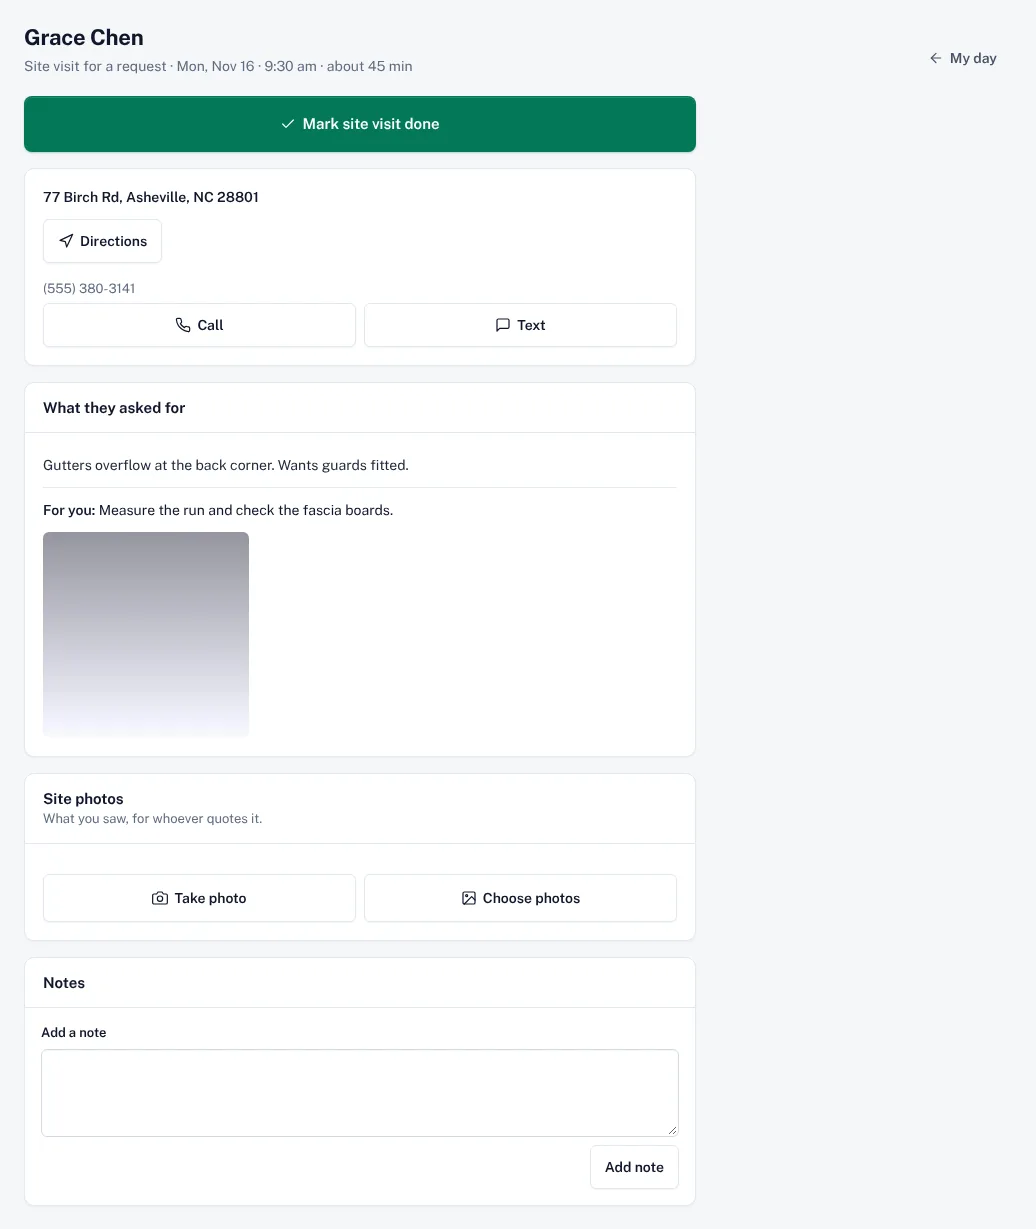 Grace Chen
Site visit for a request · Mon, Nov 16 · 9:30 am · about 45 min
My day
Mark site visit done
77 Birch Rd, Asheville, NC 28801
Directions
(555) 380-3141
Call
Text
What they asked for
Gutters overflow at the back corner. Wants guards fitted.
For you: Measure the run and check the fascia boards.
Site photos
What you saw, for whoever quotes it.
Take photo
Choose photos
Notes
Add a note
Add note